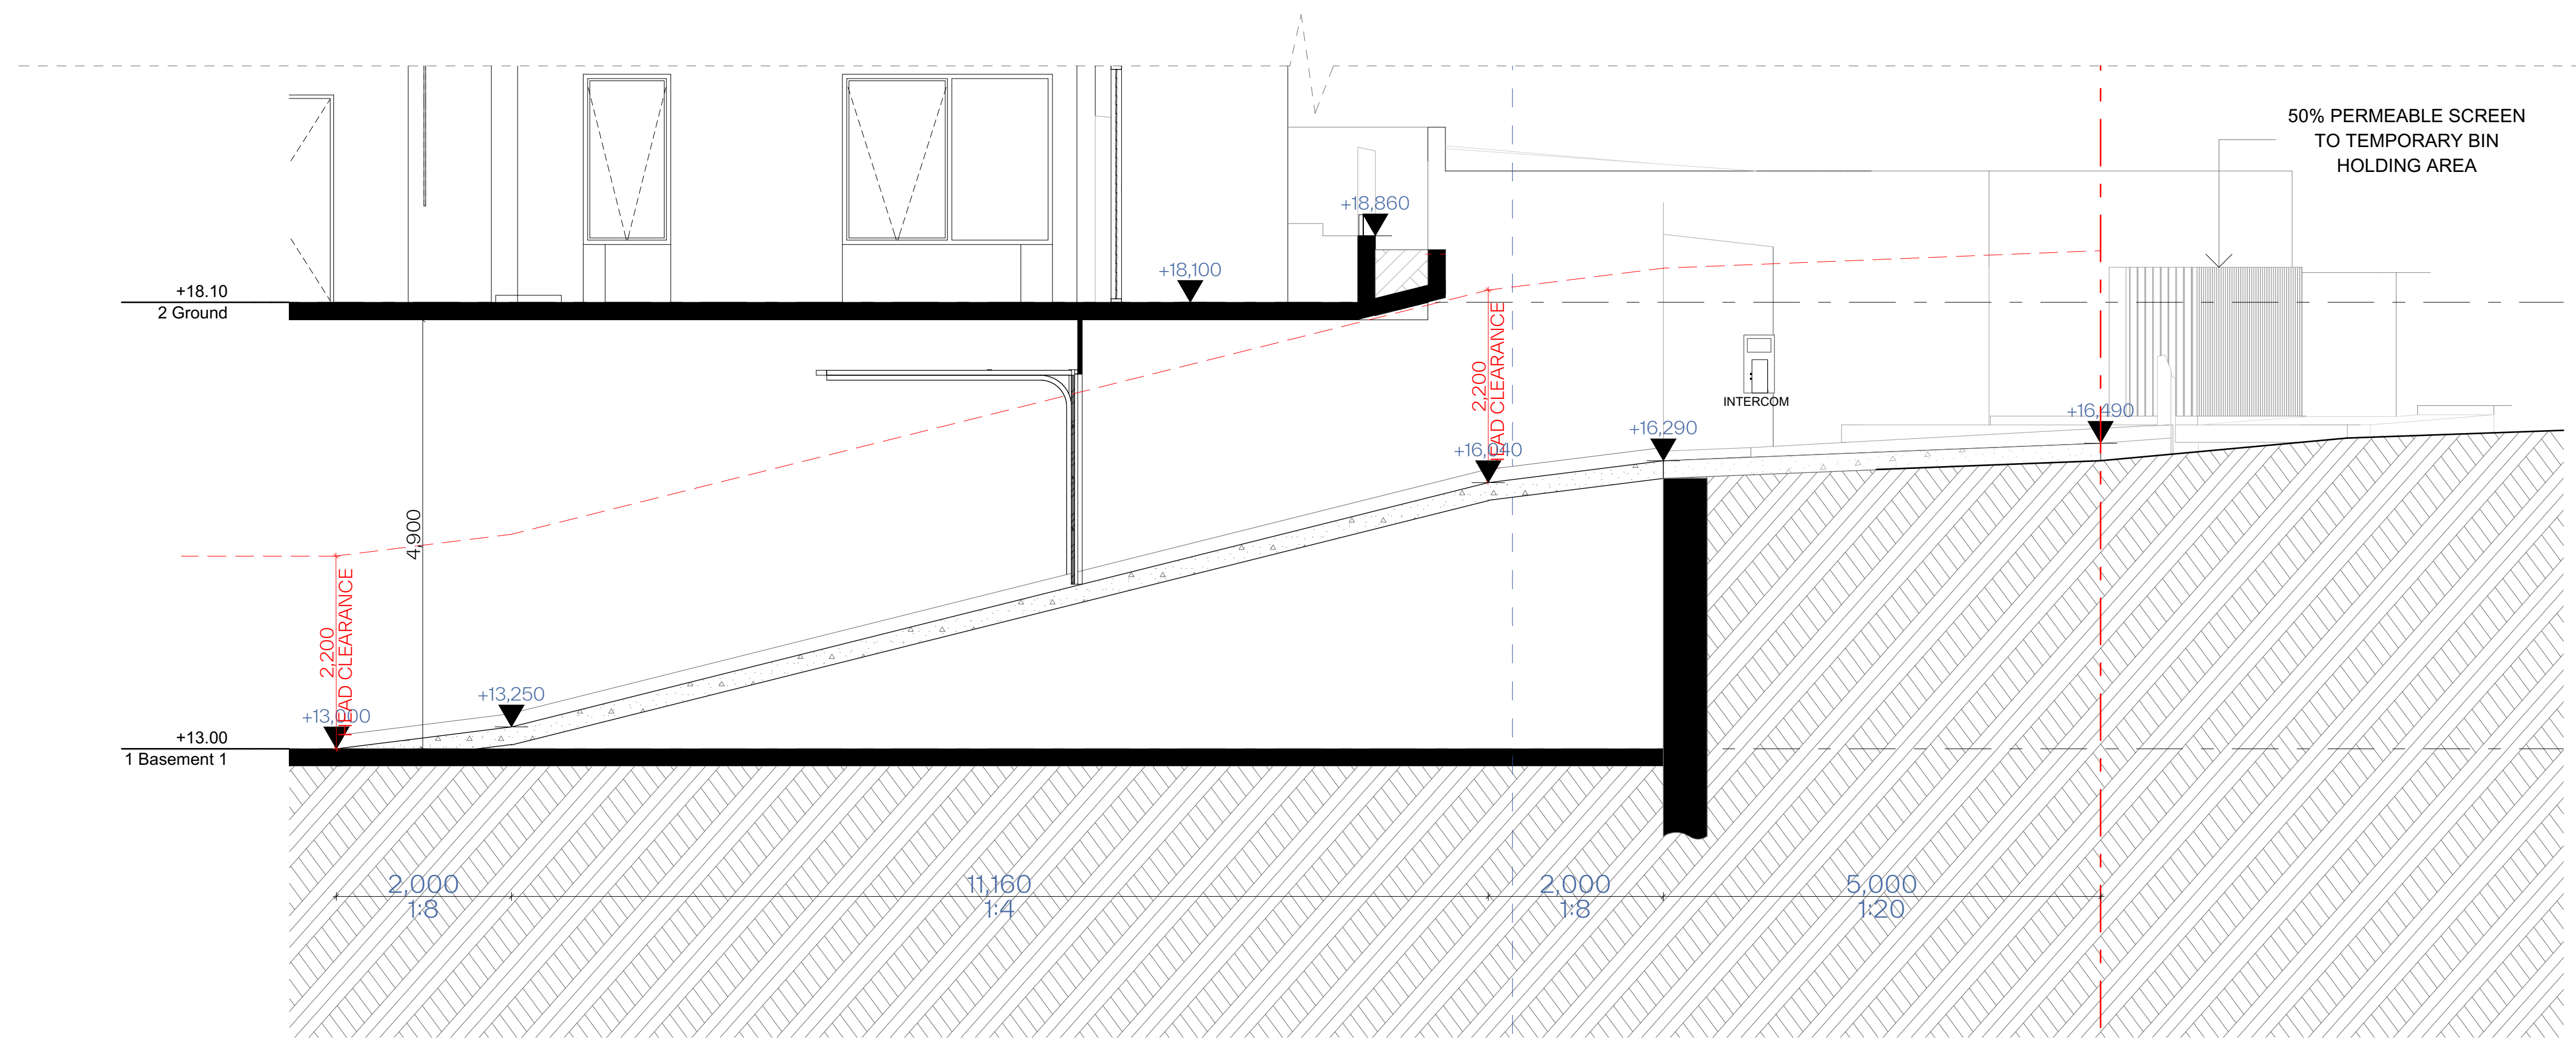 50% PERMEABLE SCREEN
TO TEMPORARY BIN
HOLDING AREA
+18,860
+18,100
+18.10
2 Ground
2,200
HEAD CLEARANCE
INTERCOM
+16,490
+16,290
+16,040
4,900
2,200
HEAD CLEARANCE
+13,250
+13,000
+13.00
1 Basement 1
2,000
1:8
11,160
1:4
2,000
1:8
5,000
1:20